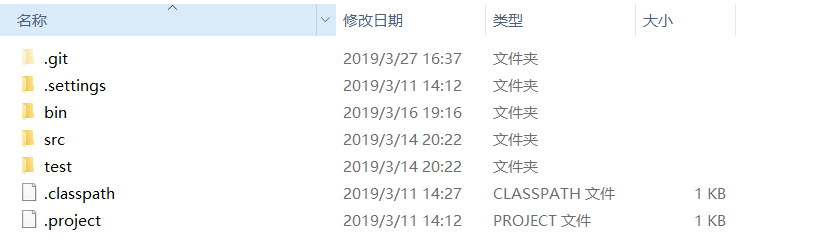 名称 修改日期 类型 大小
.git 2019/3/27 16:37 文件夹
.settings 2019/3/11 14:12 文件夹
bin 2019/3/16 19:16 文件夹
src 2019/3/14 20:22 文件夹
test 2019/3/14 20:22 文件夹
.classpath 2019/3/11 14:27 CLASSPATH 文件 1 KB
.project 2019/3/11 14:12 PROJECT 文件 1 KB